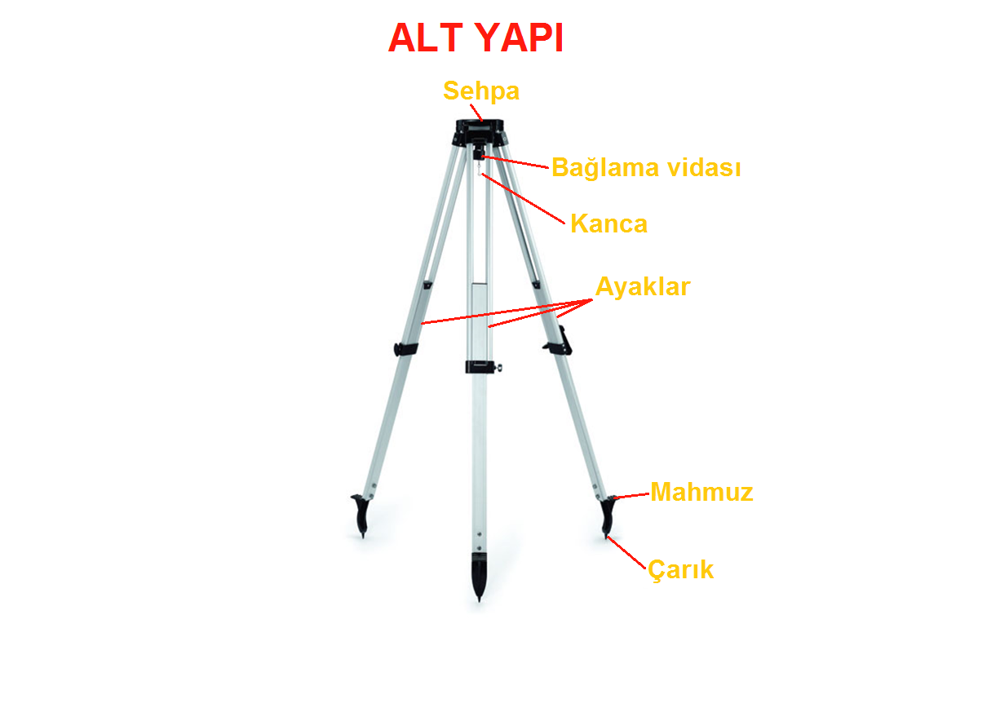 ALT YAPI
Sehpa
Bağlama vidası
Kanca
Ayaklar
Mahmuz
Çarık